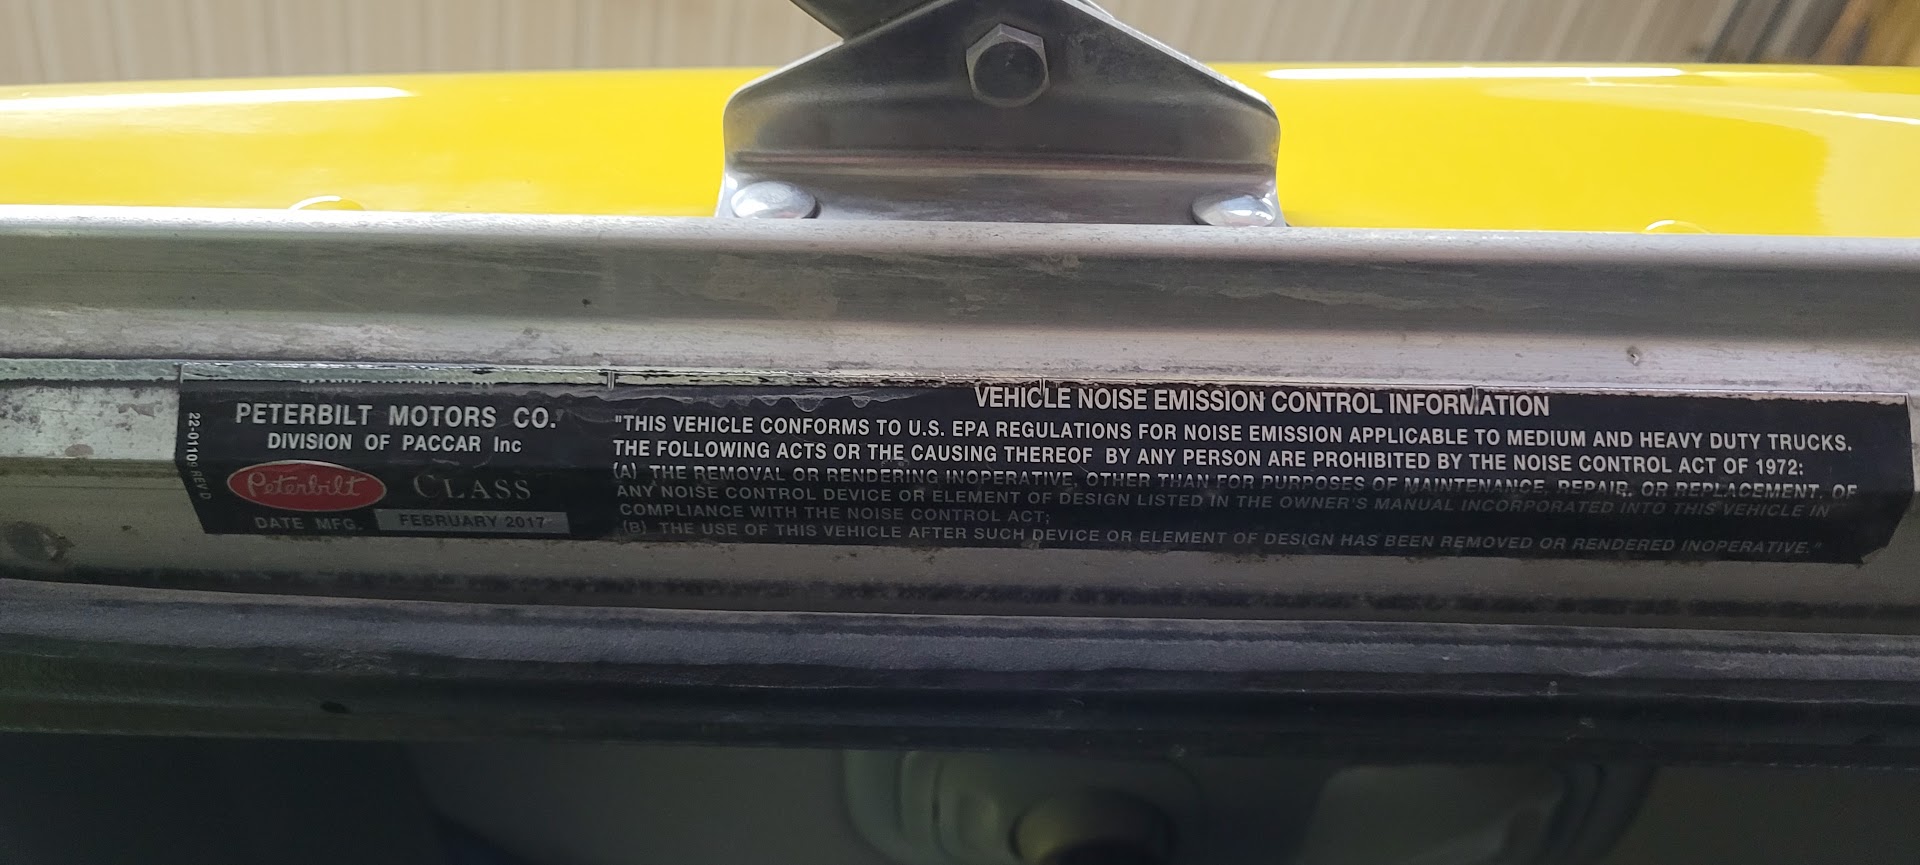 VEHICLE NOISE EMISSION CONTROL INFORMATION
PETERBILT MOTORS CO.
DIVISION OF PACCAR Inc
Peterbilt CLASS
DATE MFG. FEBRUARY 2017
22-01109 REV D
"THIS VEHICLE CONFORMS TO U.S. EPA REGULATIONS FOR NOISE EMISSION APPLICABLE TO MEDIUM AND HEAVY DUTY TRUCKS.
THE FOLLOWING ACTS OR THE CAUSING THEREOF BY ANY PERSON ARE PROHIBITED BY THE NOISE CONTROL ACT OF 1972:
(A) THE REMOVAL OR RENDERING INOPERATIVE, OTHER THAN FOR PURPOSES OF MAINTENANCE, REPAIR, OR REPLACEMENT, OF
ANY NOISE CONTROL DEVICE OR ELEMENT OF DESIGN LISTED IN THE OWNER'S MANUAL INCORPORATED INTO THIS VEHICLE IN
COMPLIANCE WITH THE NOISE CONTROL ACT;
(B) THE USE OF THIS VEHICLE AFTER SUCH DEVICE OR ELEMENT OF DESIGN HAS BEEN REMOVED OR RENDERED INOPERATIVE."